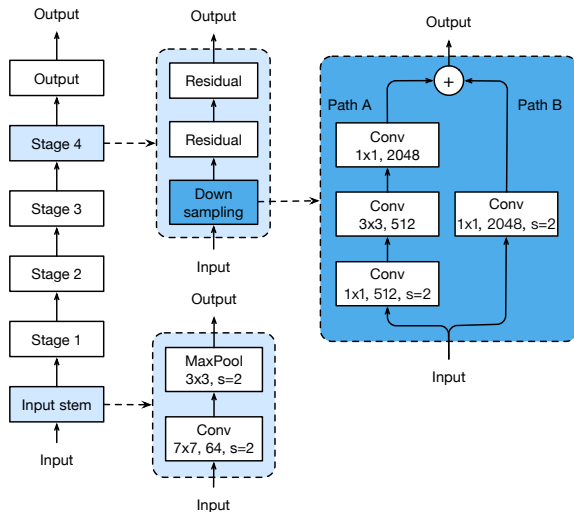 Output
Output
Stage 4
Stage 3
Stage 2
Stage 1
Input stem
Input
Output
Residual
Residual
Down
sampling
Input
Output
MaxPool
3x3, s=2
Conv
7x7, 64, s=2
Input
Output
+
Path A
Path B
Conv
1x1, 2048
Conv
3x3, 512
Conv
1x1, 2048, s=2
Conv
1x1, 512, s=2
Input